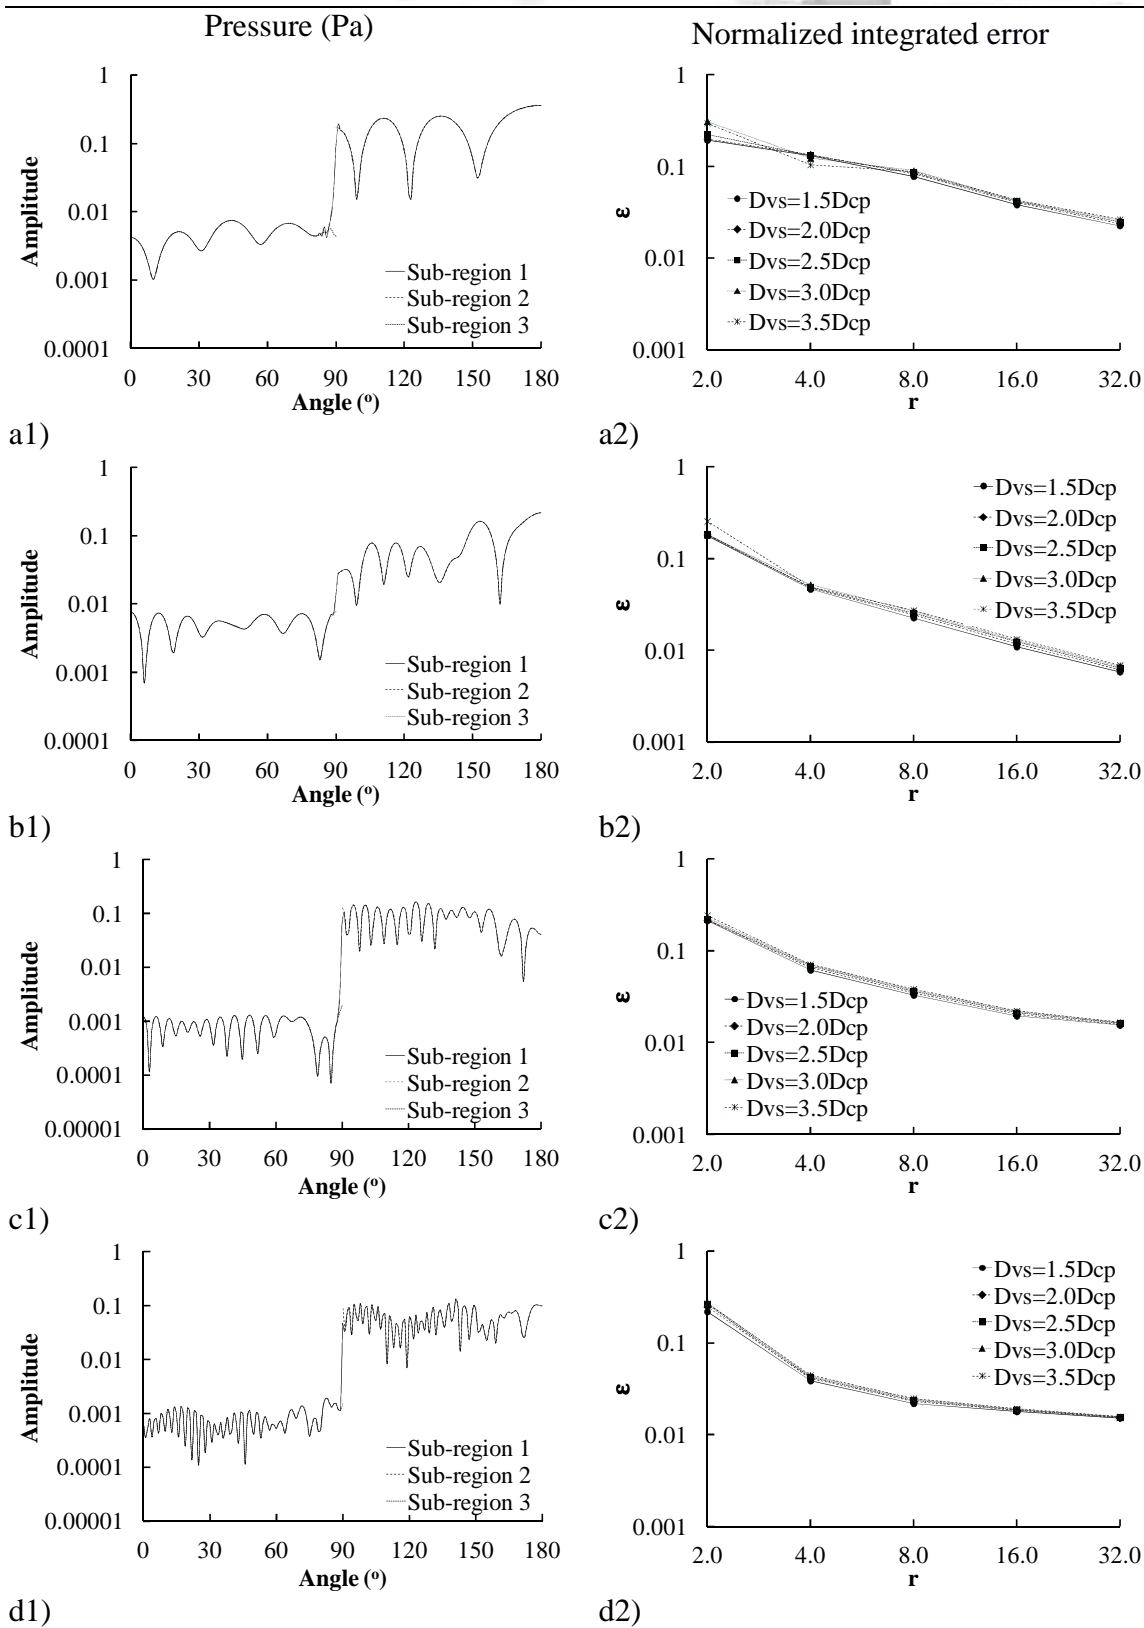 Pressure (Pa)
Normalized integrated error
1
0.1
0.01
0.001
0.0001
Amplitude
Sub-region 1
Sub-region 2
Sub-region 3
0 30 60 90 120 150 180
Angle (º)
a1)
1
0.1
0.01
0.001
ε
Dvs=1.5Dcp
Dvs=2.0Dcp
Dvs=2.5Dcp
Dvs=3.0Dcp
Dvs=3.5Dcp
2.0 4.0 8.0 16.0 32.0
r
a2)
1
0.1
0.01
0.001
0.0001
Amplitude
Sub-region 1
Sub-region 2
Sub-region 3
0 30 60 90 120 150 180
Angle (º)
b1)
1
0.1
0.01
0.001
ε
Dvs=1.5Dcp
Dvs=2.0Dcp
Dvs=2.5Dcp
Dvs=3.0Dcp
Dvs=3.5Dcp
2.0 4.0 8.0 16.0 32.0
r
b2)
1
0.1
0.01
0.001
0.0001
0.00001
Amplitude
Sub-region 1
Sub-region 2
Sub-region 3
0 30 60 90 120 150 180
Angle (º)
c1)
1
0.1
0.01
0.001
ε
Dvs=1.5Dcp
Dvs=2.0Dcp
Dvs=2.5Dcp
Dvs=3.0Dcp
Dvs=3.5Dcp
2.0 4.0 8.0 16.0 32.0
r
c2)
1
0.1
0.01
0.001
0.0001
0.00001
Amplitude
Sub-region 1
Sub-region 2
Sub-region 3
0 30 60 90 120 150 180
Angle (º)
d1)
1
0.1
0.01
0.001
ε
Dvs=1.5Dcp
Dvs=2.0Dcp
Dvs=2.5Dcp
Dvs=3.0Dcp
Dvs=3.5Dcp
2.0 4.0 8.0 16.0 32.0
r
d2)